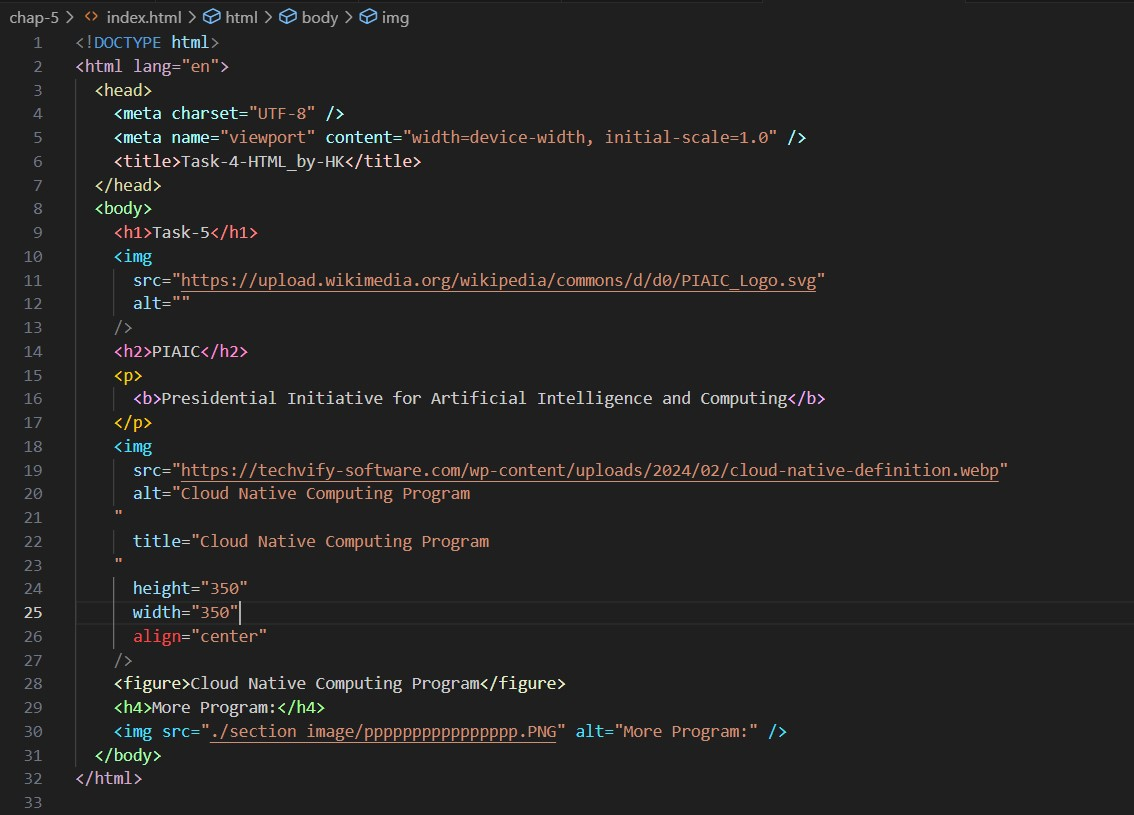 chap-5 > <> index.html > html > body > img
1 <!DOCTYPE html>
2 <html lang="en">
3 <head>
4 <meta charset="UTF-8" />
5 <meta name="viewport" content="width=device-width, initial-scale=1.0" />
6 <title>Task-4-HTML_by-HK</title>
7 </head>
8 <body>
9 <h1>Task-5</h1>
10 <img
11 src="https://upload.wikimedia.org/wikipedia/commons/d/d0/PIAIC_Logo.svg"
12 alt=""
13 />
14 <h2>PIAIC</h2>
15 <p>
16 <b>Presidential Initiative for Artificial Intelligence and Computing</b>
17 </p>
18 <img
19 src="https://techvify-software.com/wp-content/uploads/2024/02/cloud-native-definition.webp"
20 alt="Cloud Native Computing Program
21 "
22 title="Cloud Native Computing Program
23 "
24 height="350"
25 width="350"
26 align="center"
27 />
28 <figure>Cloud Native Computing Program</figure>
29 <h4>More Program:</h4>
30 <img src="./section image/pppppppppppppppp.PNG" alt="More Program:" />
31 </body>
32 </html>
33